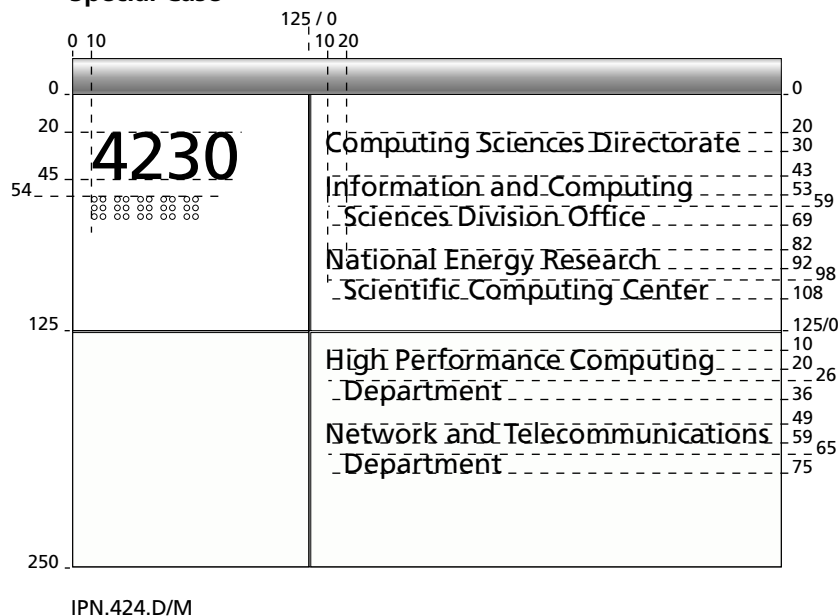 Special Case
125 / 0
0 10 10 20
0 0
20 4230 20
Computing Sciences Directorate 30
43
45 Information and Computing 53
54 59
Sciences Division Office 69
82
National Energy Research 92
98
Scientific Computing Center 108
125 125/0
10
High Performance Computing 20
26
Department 36
49
Network and Telecommunications 59
65
Department 75
250
IPN.424.D/M